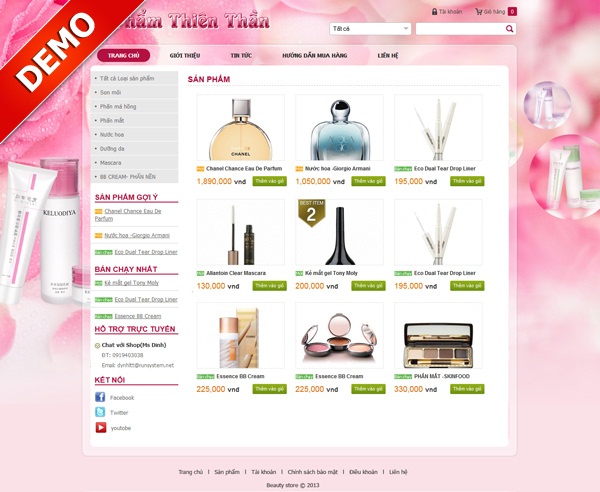 DEMO
Phẩm Thiên Thần
Tài khoản
Giỏ hàng 0
Tất cả
TRANG CHỦ
GIỚI THIỆU
TIN TỨC
HƯỚNG DẪN MUA HÀNG
LIÊN HỆ
Tất cả Loại sản phẩm
Son môi
Phấn má hồng
Phấn mắt
Nước hoa
Dưỡng da
Mascara
BB CREAM- PHẤN NỀN
SẢN PHẨM GỢI Ý
Chanel Chance Eau De
Parfum
Nước hoa -Giorgio Armani
Eco Dual Tear Drop Liner
BÁN CHẠY NHẤT
Kẻ mắt gel Tony Moly
Eco Dual Tear Drop Liner
Essence BB Cream
HỖ TRỢ TRỰC TUYẾN
Chat với Shop(Ms Dinh)
ĐT: 0919403038
Email: dynhltt@runsystem.net
KẾT NỐI
Facebook
Twitter
youtube
SẢN PHẨM
CHANEL
Chanel Chance Eau De Parfum
1,890,000 vnd
Thêm vào giỏ
Nước hoa -Giorgio Armani
1,050,000 vnd
Thêm vào giỏ
Eco Dual Tear Drop Liner
195,000 vnd
Thêm vào giỏ
Allantoin Clear Mascara
130,000 vnd
Thêm vào giỏ
BEST ITEM
2
Kẻ mắt gel Tony Moly
200,000 vnd
Thêm vào giỏ
Eco Dual Tear Drop Liner
195,000 vnd
Thêm vào giỏ
Essence BB Cream
225,000 vnd
Thêm vào giỏ
Essence BB Cream
225,000 vnd
Thêm vào giỏ
PHẤN MẮT -SKINFOOD
330,000 vnd
Thêm vào giỏ
KELUODIYA
Trang chủ | Sản phẩm | Tài khoản | Chính sách bảo mật | Điều khoản | Liên hệ
Beauty store © 2013